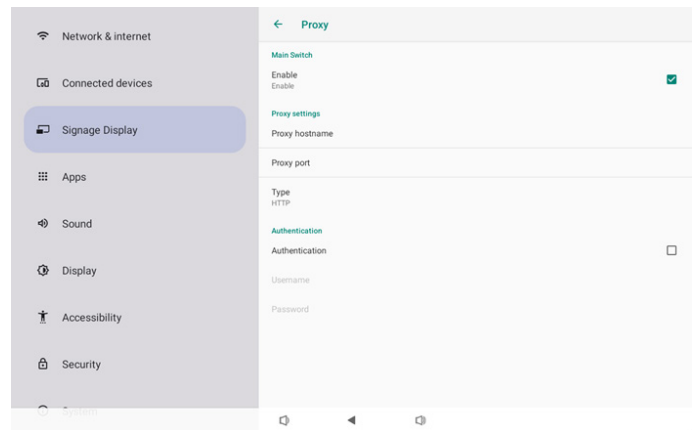 Network & internet
Connected devices
Signage Display
Apps
Sound
Display
Accessibility
Security
System
Proxy
Main Switch
Enable
Enable
Proxy settings
Proxy hostname
Proxy port
Type
HTTP
Authentication
Authentication
Username
Password